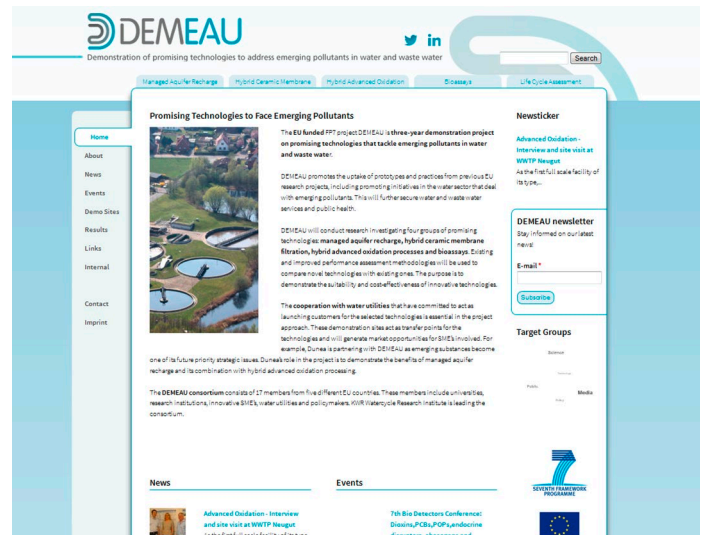 DEMEAU
Demonstration of promising technologies to address emerging pollutants in water and waste water
Search
Managed Aquifer Recharge
Hybrid Ceramic Membrane
Hybrid Advanced Oxidation
Bioassays
Life Cycle Assessment
Home
About
News
Events
Demo Sites
Results
Links
Internal
Contact
Imprint
Promising Technologies to Face Emerging Pollutants
The EU funded FP7 project DEMEAU is three-year demonstration project
on promising technologies that tackle emerging pollutants in water
and waste water.
DEMEAU promotes the uptake of prototypes and practices from previous EU
research projects, including promoting initiatives in the water sector that deal
with emerging pollutants. This will further secure water and waste water
services and public health.
DEMEAU will conduct research investigating four groups of promising
technologies: managed aquifer recharge, hybrid ceramic membrane
filtration, hybrid advanced oxidation processes and bioassays. Existing
and improved performance assessment methodologies will be used to
compare novel technologies with existing ones. The purpose is to
demonstrate the suitability and cost-effectiveness of innovative technologies.
The cooperation with water utilities that have committed to act as
launching customers for the selected technologies is essential in the project
approach. These demonstration sites act as transfer points for the
technologies and will generate market opportunities for SME's involved. For
example, Dunea is partnering with DEMEAU as emerging substances become
one of its future priority strategic issues. Dunea's role in the project is to demonstrate the benefits of managed aquifer
recharge and its combination with hybrid advanced oxidation processing.
The DEMEAU consortium consists of 17 members from five different EU countries. These members include universities,
research institutions, innovative SME's, water utilities and policymakers. KWR Watercycle Research Institute is leading the
consortium.
Newsticker
Advanced Oxidation -
Interview and site visit at
WWTP Neugut
As the first full scale facility of
its type,...
DEMEAU newsletter
Stay informed on our latest
news!
E-mail *
Subscribe
Target Groups
Science
Public
Media
SEVENTH FRAMEWORK
PROGRAMME
News
Advanced Oxidation - Interview
and site visit at WWTP Neugut
Events
7th Bio Detectors Conference:
Dioxins,PCBs,POPs,endocrine